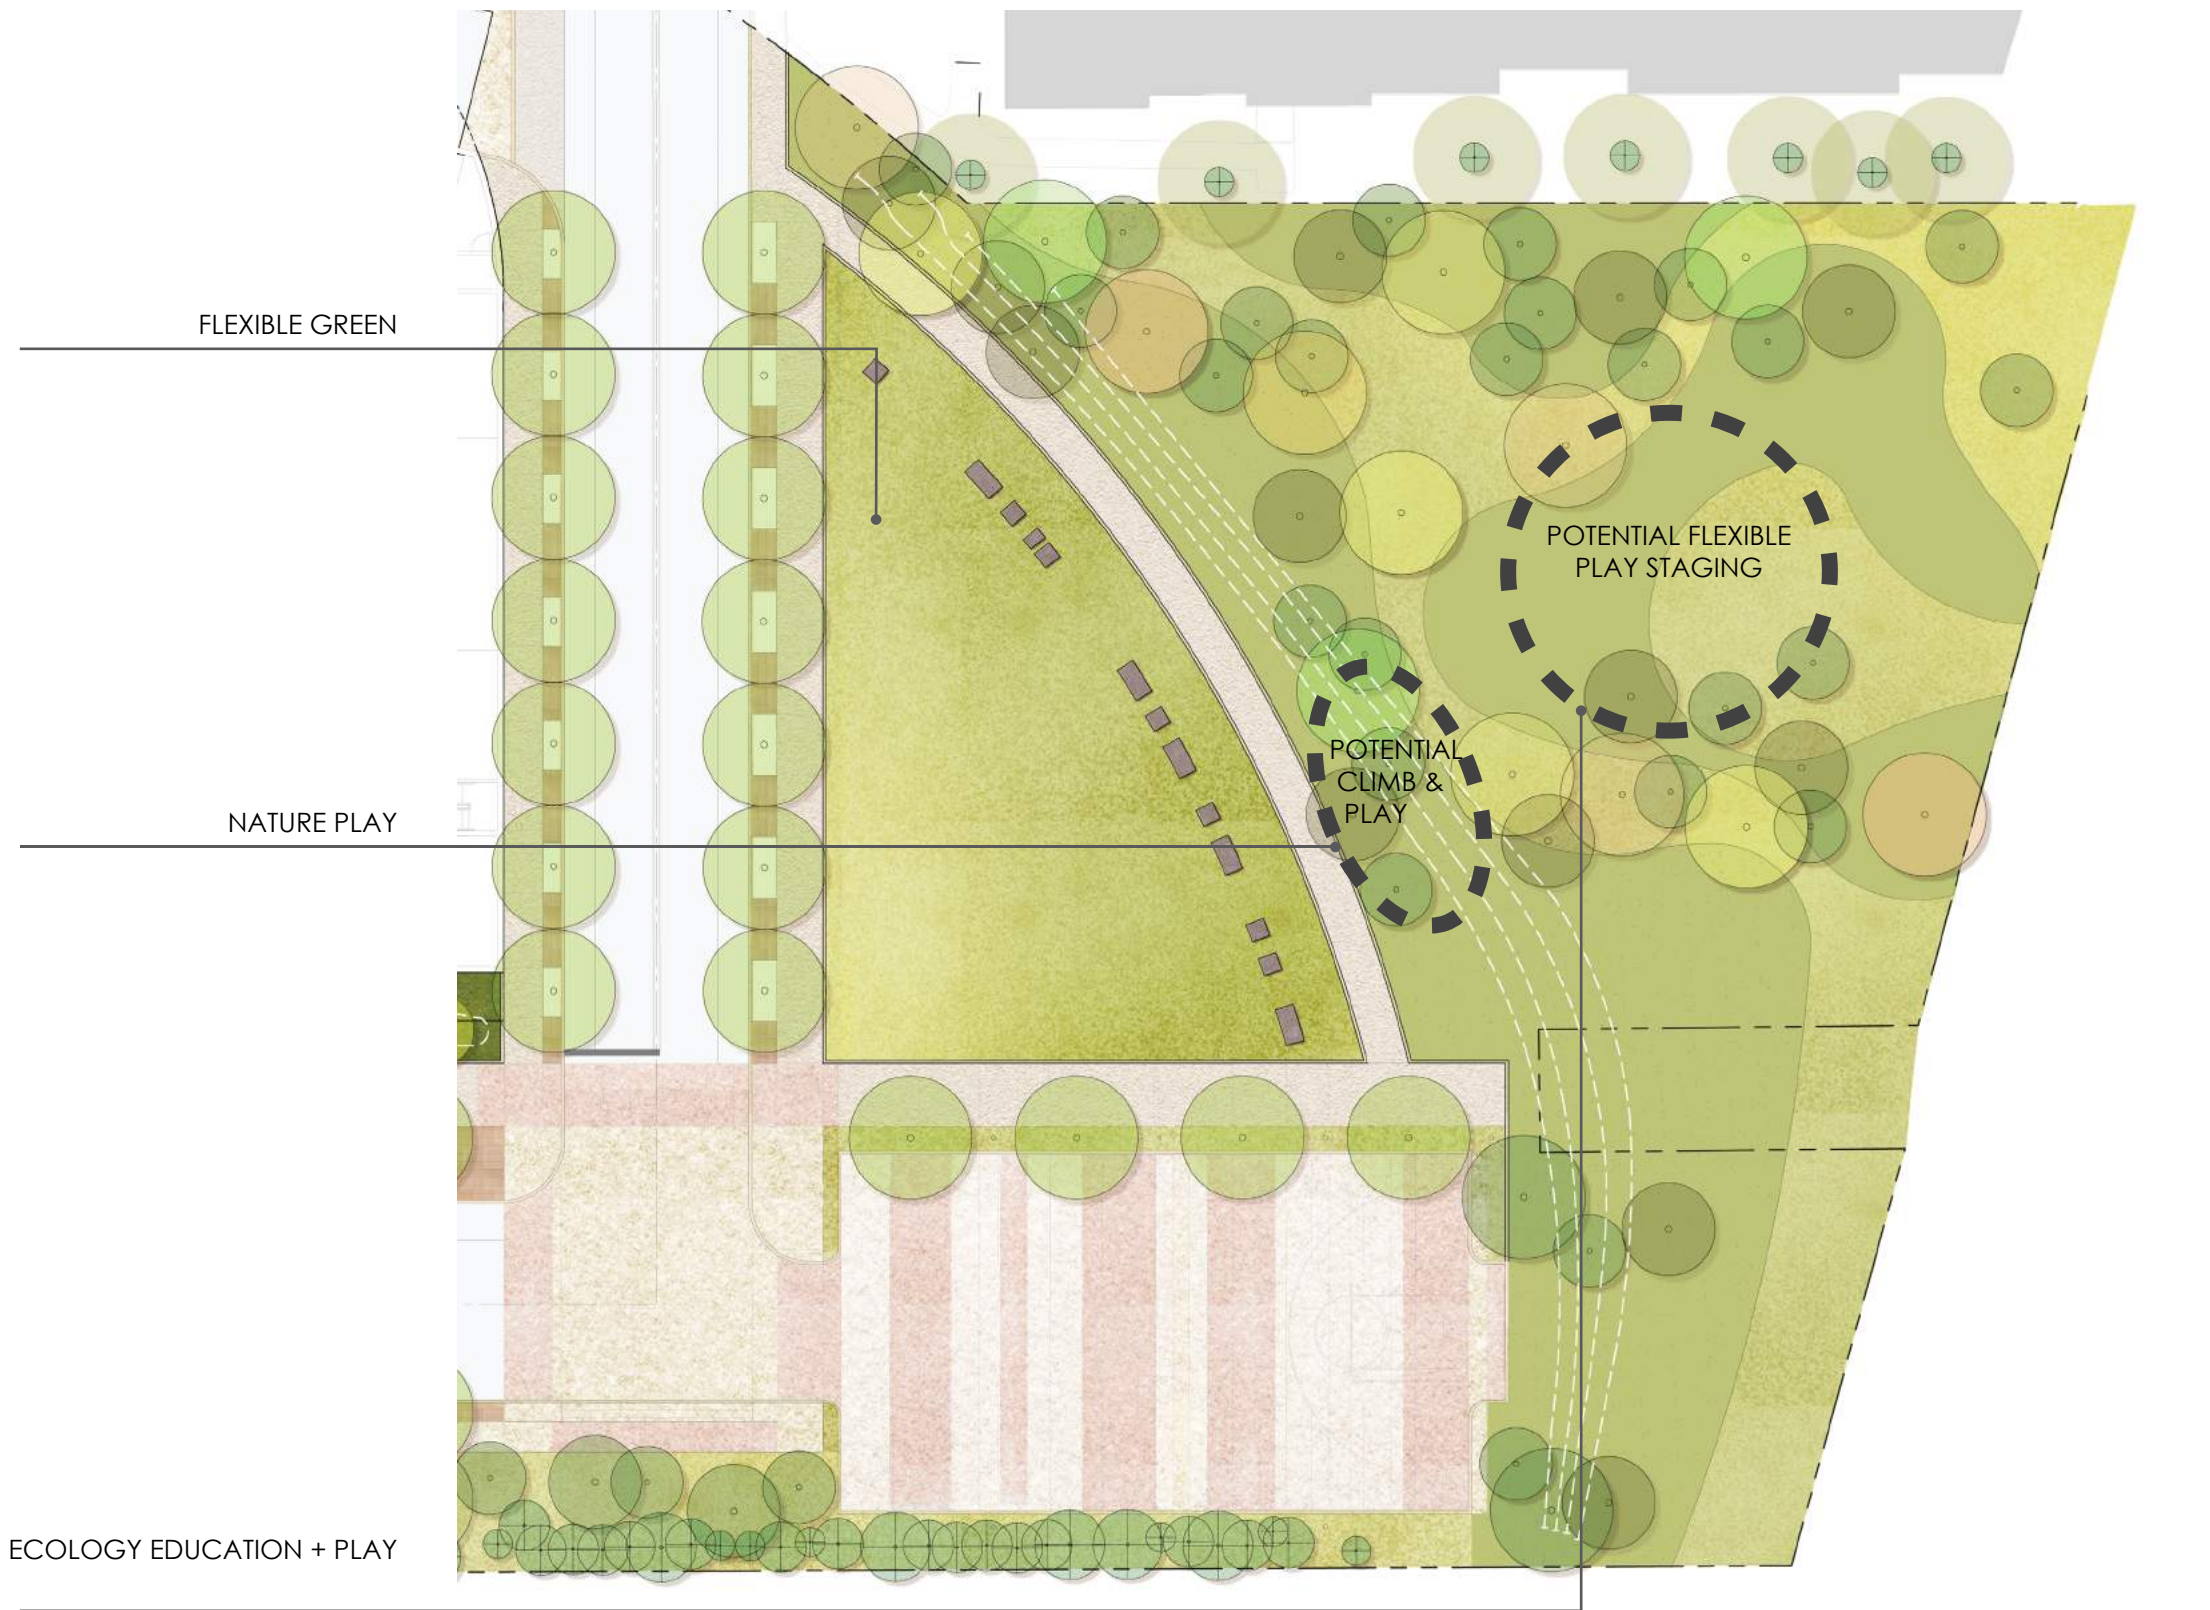 FLEXIBLE GREEN
POTENTIAL FLEXIBLE
PLAY STAGING
POTENTIAL
CLIMB &
PLAY
NATURE PLAY
ECOLOGY EDUCATION + PLAY